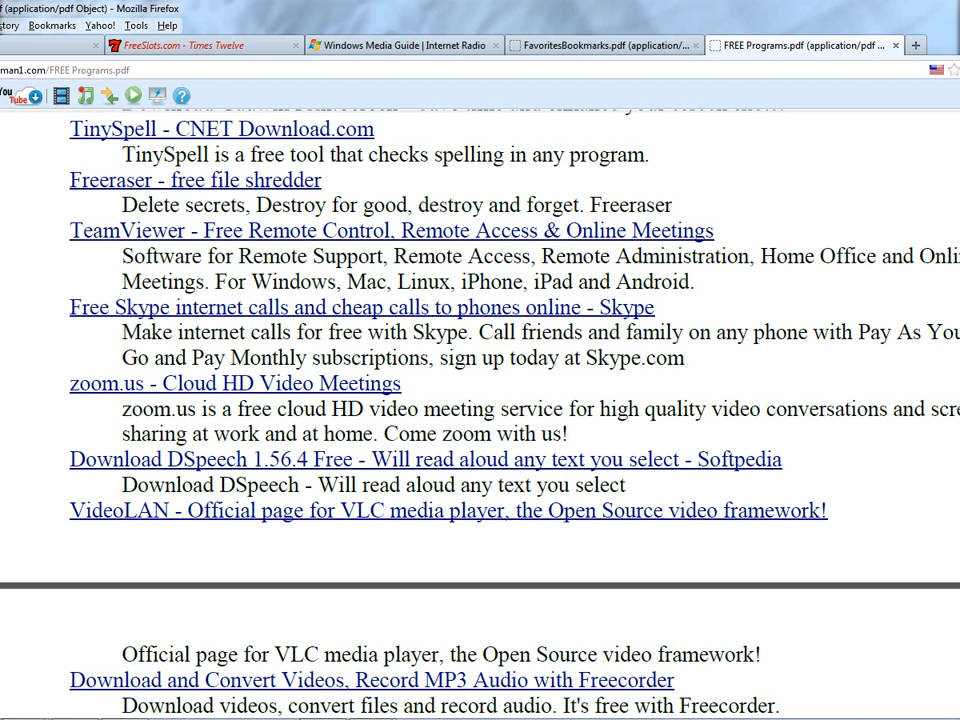 f (application/pdf Object) - Mozilla Firefox
story Bookmarks Yahoo! Tools Help
FreeSlots.com - Times Twelve Windows Media Guide | Internet Radio FavoritesBookmarks.pdf (application/... FREE Programs.pdf (application/pdf ...
man1.com/FREE Programs.pdf
You Tube
TinySpell - CNET Download.com
TinySpell is a free tool that checks spelling in any program.
Freeraser - free file shredder
Delete secrets, Destroy for good, destroy and forget. Freeraser
TeamViewer - Free Remote Control, Remote Access & Online Meetings
Software for Remote Support, Remote Access, Remote Administration, Home Office and Onli
Meetings. For Windows, Mac, Linux, iPhone, iPad and Android.
Free Skype internet calls and cheap calls to phones online - Skype
Make internet calls for free with Skype. Call friends and family on any phone with Pay As You
Go and Pay Monthly subscriptions, sign up today at Skype.com
zoom.us - Cloud HD Video Meetings
zoom.us is a free cloud HD video meeting service for high quality video conversations and scre
sharing at work and at home. Come zoom with us!
Download DSpeech 1.56.4 Free - Will read aloud any text you select - Softpedia
Download DSpeech - Will read aloud any text you select
VideoLAN - Official page for VLC media player, the Open Source video framework!
Official page for VLC media player, the Open Source video framework!
Download and Convert Videos, Record MP3 Audio with Freecorder
Download videos, convert files and record audio. It's free with Freecorder.